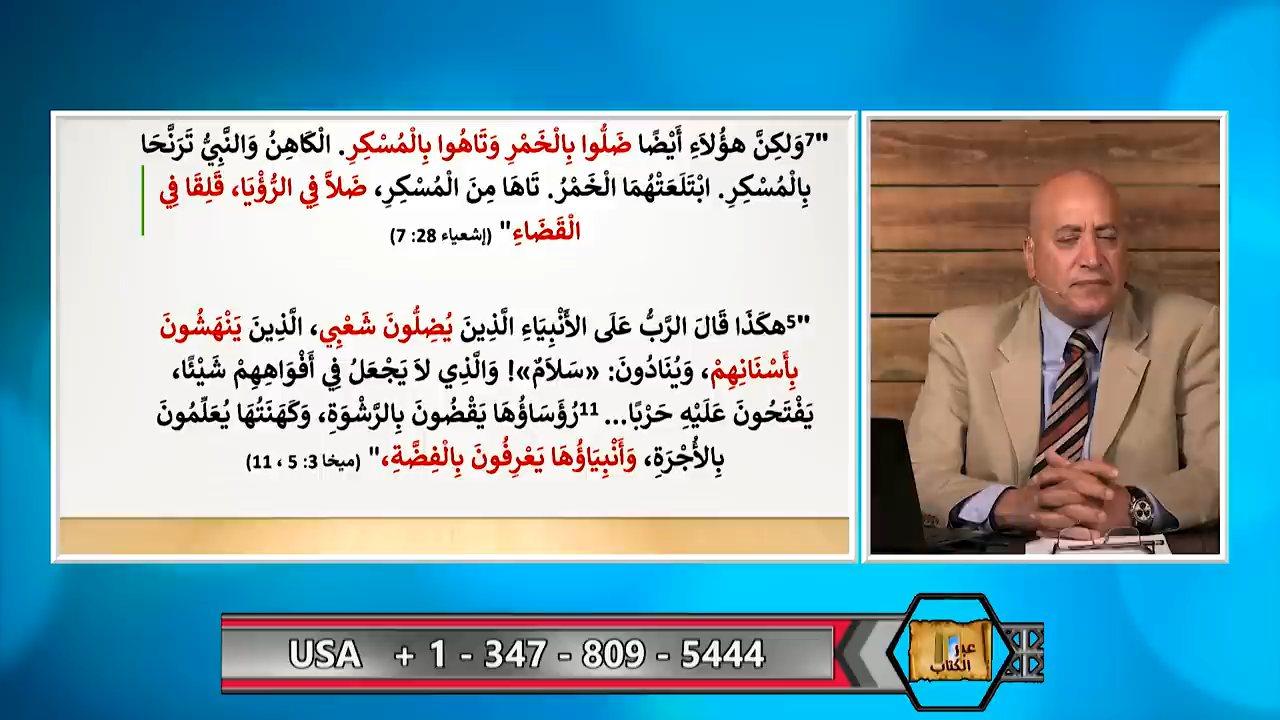 "⁷وَلكِنَّ هؤُلاَءِ أَيْضًا ضَلُّوا بِالْخَمْرِ وَتَاهُوا بِالْمُسْكِرِ. الْكَاهِنُ وَالنَّبِيُّ تَرَنَّحَا
بِالْمُسْكِرِ. ابْتَلَعَتْهُمَا الْخَمْرُ. تَاهَا مِنَ الْمُسْكِرِ، ضَلاَّ فِي الرُّؤْيَا، قَلِقَا فِي
الْقَضَاءِ" (إشعياء 28: 7)
"⁵هكَذَا قَالَ الرَّبُّ عَلَى الأَنْبِيَاءِ الَّذِينَ يُضِلُّونَ شَعْبِي، الَّذِينَ يَنْهَشُونَ
بِأَسْنَانِهِمْ، وَيُنَادُونَ: «سَلاَمٌ»! وَالَّذِي لاَ يَجْعَلُ فِي أَفْوَاهِهِمْ شَيْئًا،
يَفْتَحُونَ عَلَيْهِ حَرْبًا... ¹¹رُؤَسَاؤُهَا يَقْضُونَ بِالرَّشْوَةِ، وَكَهَنَتُهَا يُعَلِّمُونَ
بِالأُجْرَةِ، وَأَنْبِيَاؤُهَا يَعْرِفُونَ بِالْفِضَّةِ،" (ميخا 3: 5 ، 11)
USA + 1 - 347 - 809 - 5444
عبر
الكتاب